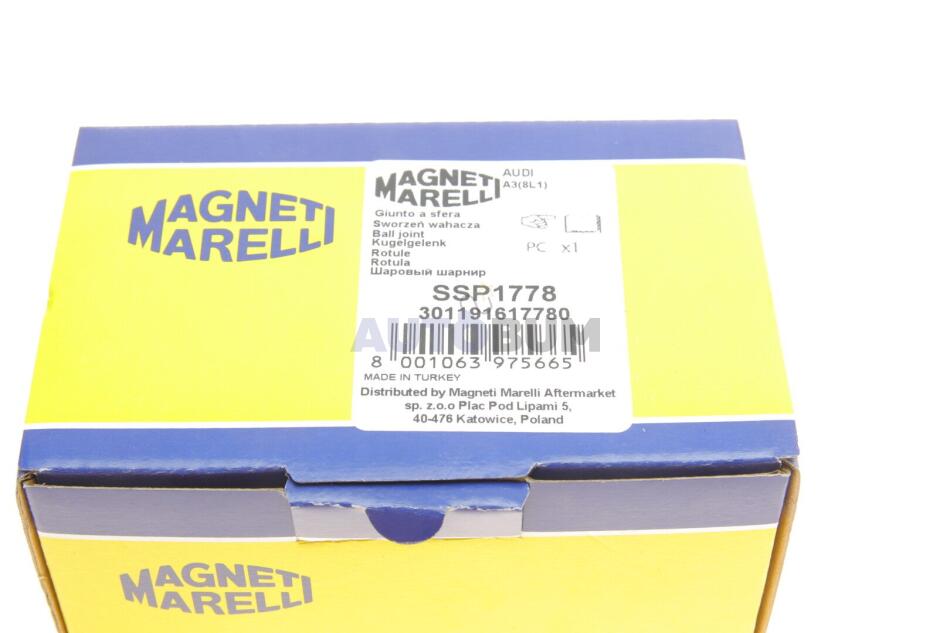 MAGNETI
MARELLI
MAGNETI
MARELLI
AUDI
A3(8L1)
Giunto a sfera
Sworzeń wahacza
Ball joint
Kugelgelenk
Rotule
Rotula
Шаровый шарнир
PC x1
SSP1778
301191617780
AUTOBUM
8 001063 975665
MADE IN TURKEY
Distributed by Magneti Marelli Aftermarket
sp. z.o.o Plac Pod Lipami 5,
40-476 Katowice, Poland
MAGNETI
MARELLI